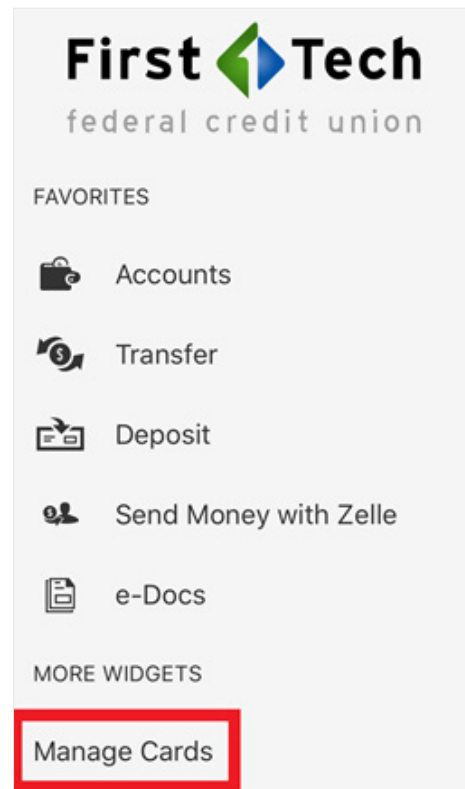 First Tech
federal credit union
FAVORITES
Accounts
Transfer
Deposit
Send Money with Zelle
e-Docs
MORE WIDGETS
Manage Cards